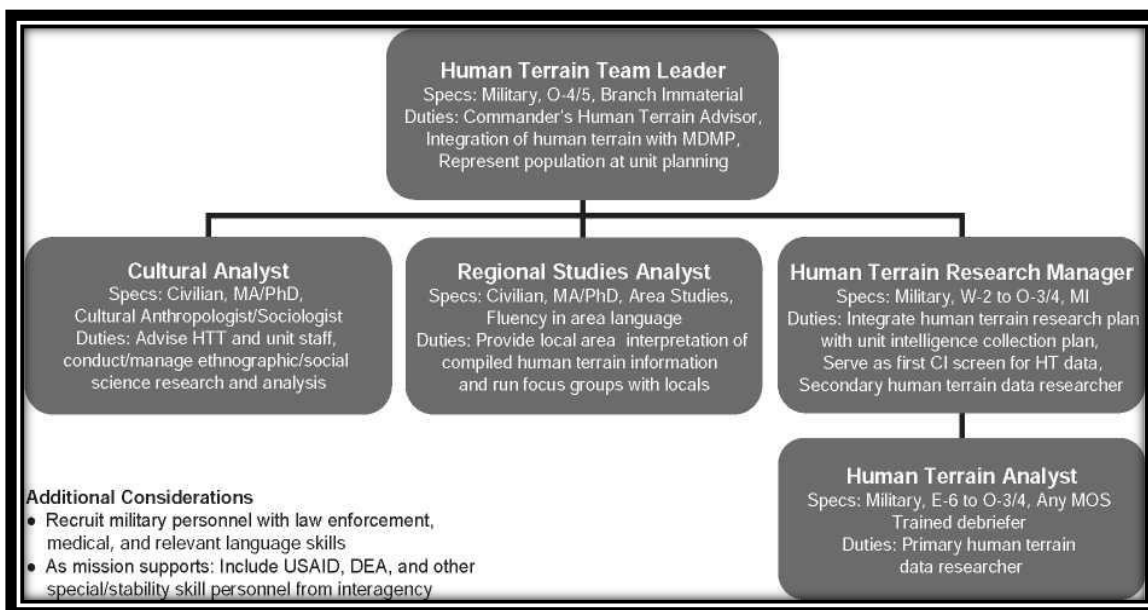 Human Terrain Team Leader
Specs: Military, O-4/5, Branch Immaterial
Duties: Commander's Human Terrain Advisor,
Integration of human terrain with MDMP,
Represent population at unit planning
Cultural Analyst
Specs: Civilian, MA/PhD,
Cultural Anthropologist/Sociologist
Duties: Advise HTT and unit staff,
conduct/manage ethnographic/social
science research and analysis
Regional Studies Analyst
Specs: Civilian, MA/PhD, Area Studies,
Fluency in area language
Duties: Provide local area interpretation of
compiled human terrain information
and run focus groups with locals
Human Terrain Research Manager
Specs: Military, W-2 to O-3/4, MI
Duties: Integrate human terrain research plan
with unit intelligence collection plan,
Serve as first CI screen for HT data,
Secondary human terrain data researcher
Human Terrain Analyst
Specs: Military, E-6 to O-3/4, Any MOS
Trained debriefer
Duties: Primary human terrain
data researcher
Additional Considerations
● Recruit military personnel with law enforcement,
medical, and relevant language skills
● As mission supports: Include USAID, DEA, and other
special/stability skill personnel from interagency